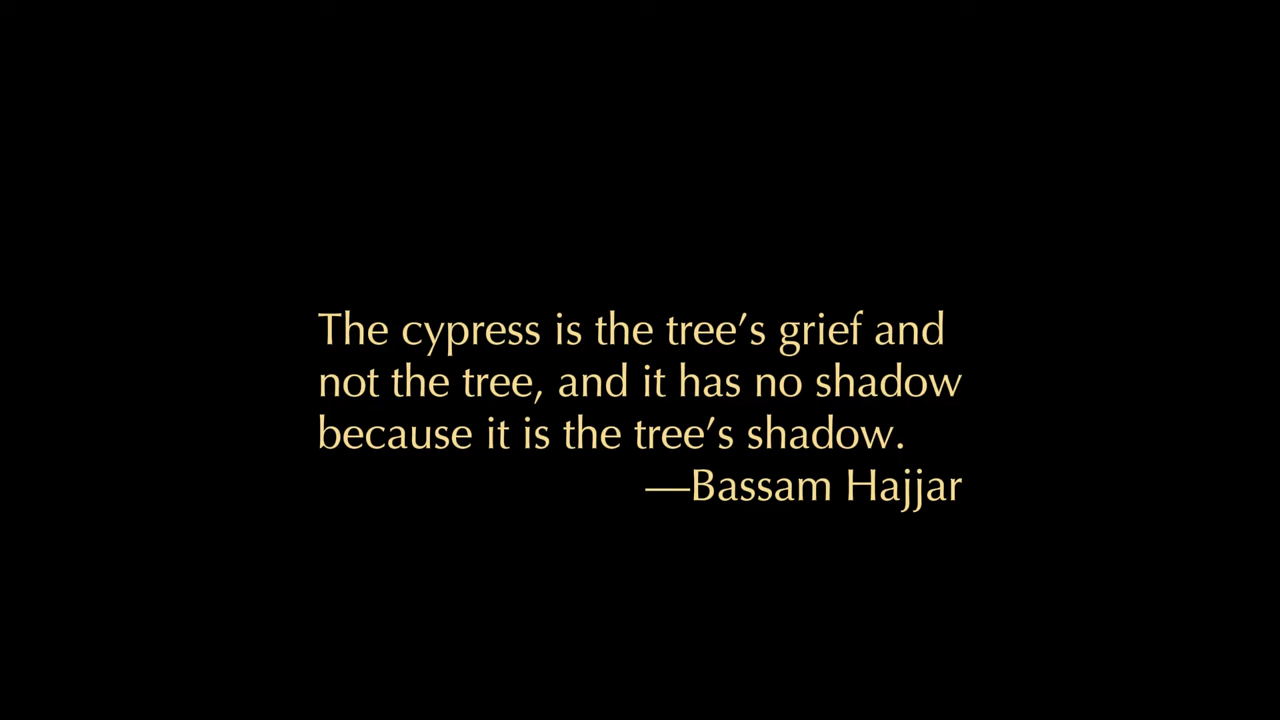 The cypress is the tree’s grief and
not the tree, and it has no shadow
because it is the tree’s shadow.
—Bassam Hajjar